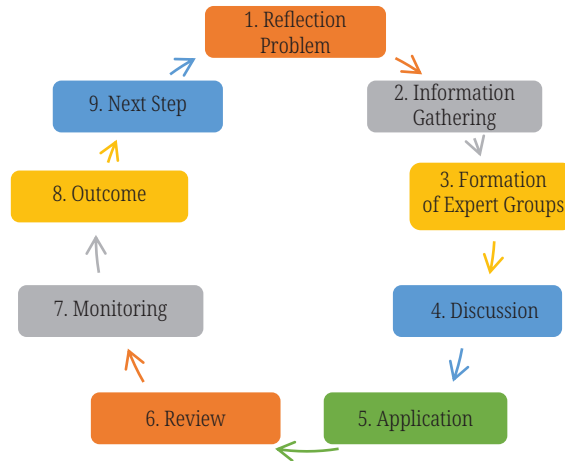 1. Reflection
Problem
2. Information
Gathering
3. Formation
of Expert Groups
4. Discussion
5. Application
6. Review
7. Monitoring
8. Outcome
9. Next Step